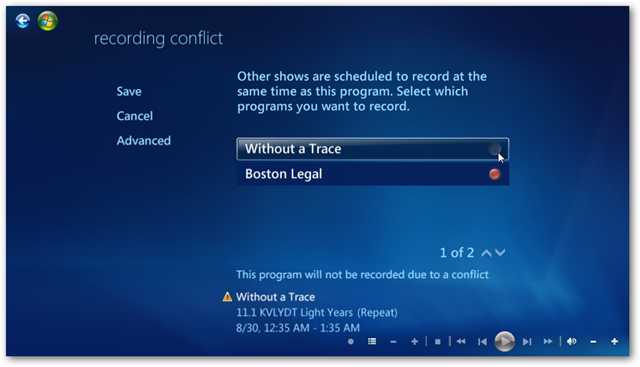 recording conflict
Other shows are scheduled to record at the
same time as this program. Select which
programs you want to record.
Save
Cancel
Advanced
Without a Trace
Boston Legal
1 of 2
This program will not be recorded due to a conflict
Without a Trace
11.1 KVLYDT Light Years (Repeat)
8/30, 12:35 AM - 1:35 AM